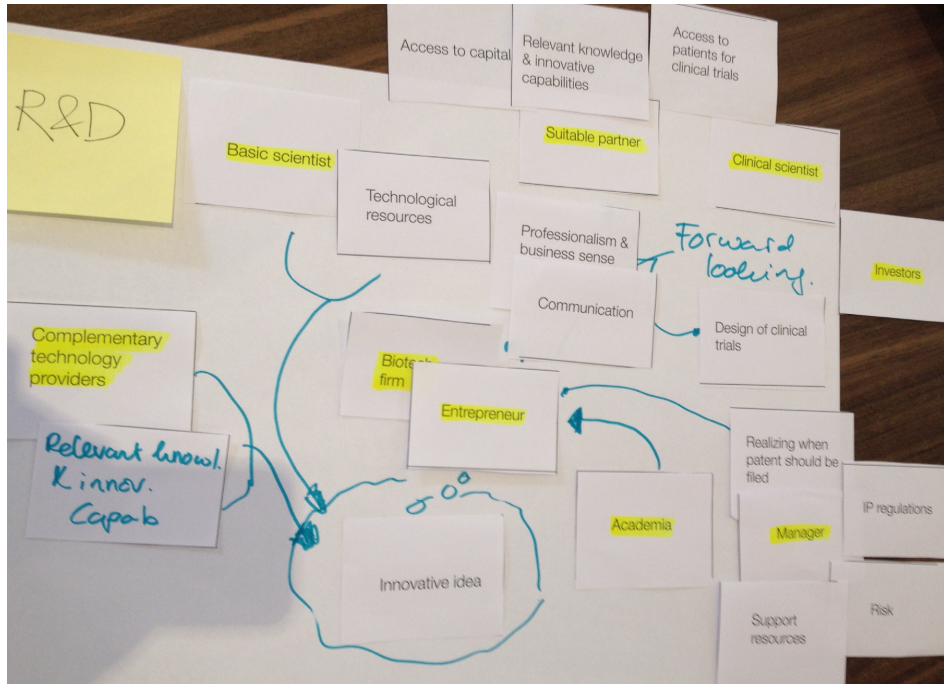 R&D
Access to capital
Relevant knowledge
& innovative
capabilities
Access to
patients for
clinical trials
Basic scientist
Suitable partner
Clinical scientist
Technological
resources
Professionalism &
business sense
Forward
looking.
Investors
Communication
Design of clinical
trials
Complementary
technology
providers
Biotech
firm
Entrepreneur
Relevant knowl.
& innov.
Capab
Realizing when
patent should be
filed
IP regulations
Academia
Manager
Innovative idea
Support
resources
Risk